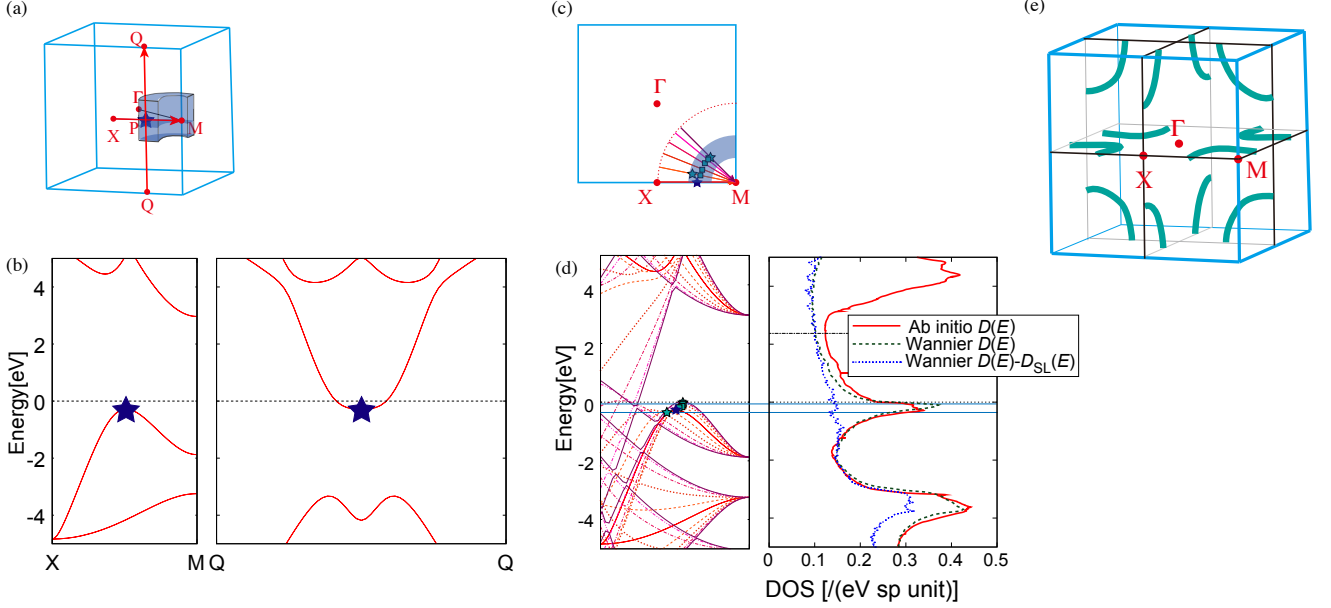 (a)
Q
Γ
X
P
M
Q
(c)
Γ
X
M
(e)
Γ
X
M
(b)
Energy[eV]
4
2
0
-2
-4
X
M
Q
Q
(d)
Energy[eV]
4
2
0
-2
-4
Ab initio D(E)
Wannier D(E)
Wannier D(E)-DSL(E)
0
0.1
0.2
0.3
0.4
0.5
DOS [/(eV sp unit)]